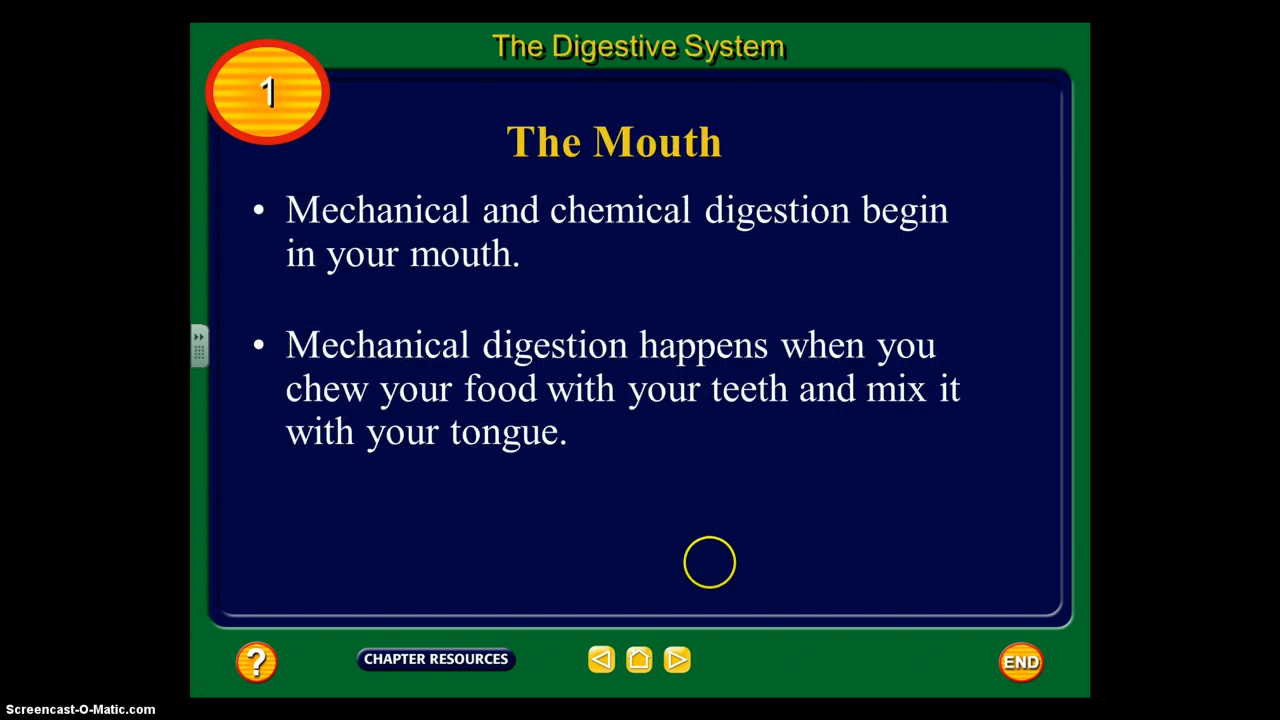 The Digestive System
1
The Mouth
• Mechanical and chemical digestion begin
in your mouth.
• Mechanical digestion happens when you
chew your food with your teeth and mix it
with your tongue.
?
CHAPTER RESOURCES
END
Screencast-O-Matic.com